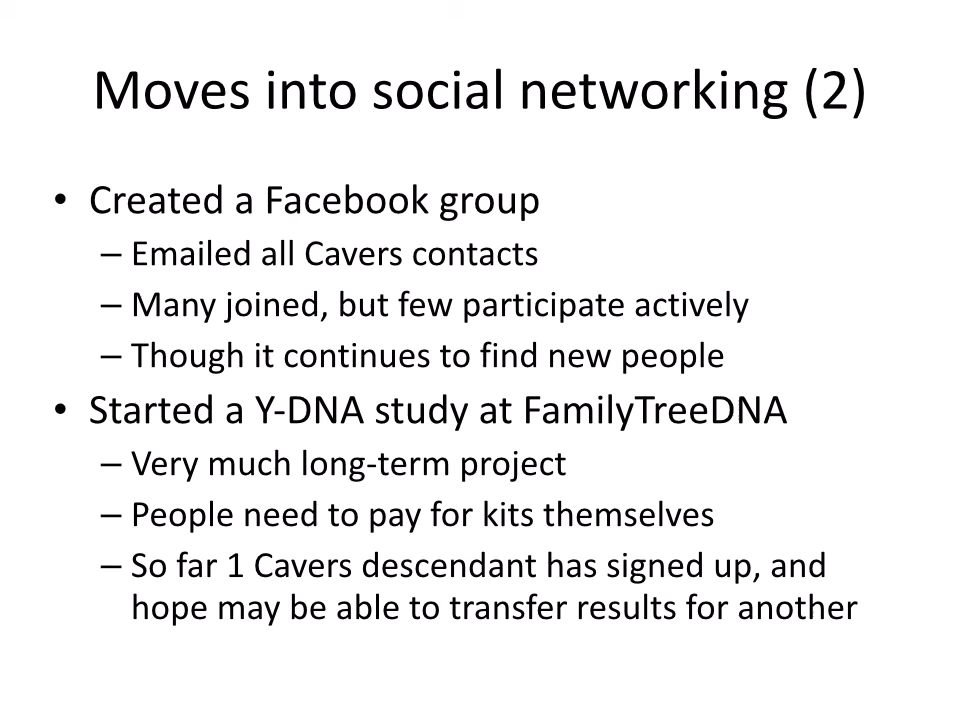 Moves into social networking (2)
• Created a Facebook group
– Emailed all Cavers contacts
– Many joined, but few participate actively
– Though it continues to find new people
• Started a Y-DNA study at FamilyTreeDNA
– Very much long-term project
– People need to pay for kits themselves
– So far 1 Cavers descendant has signed up, and
hope may be able to transfer results for another